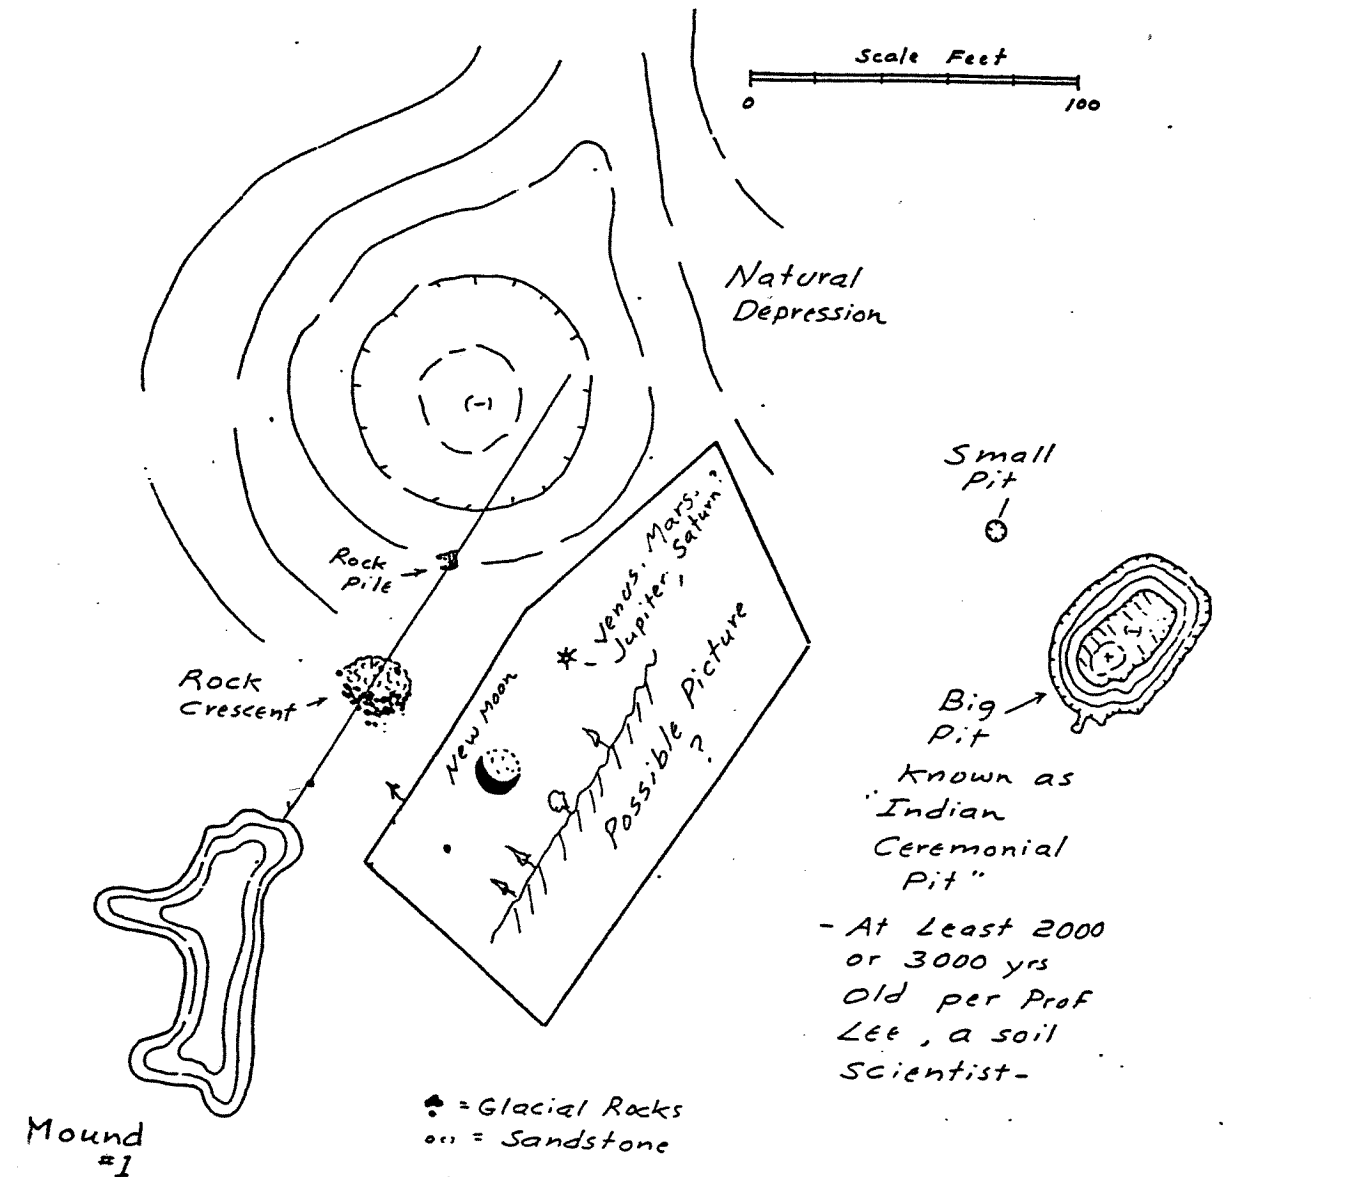 Scale Feet
0 100
Natural
Depression
(-)
Small
Pit
Rock
Pile
Venus, Mars,
Jupiter, Saturn?
Rock
Crescent
New Moon
Possible Picture
?
Big
Pit
Known as
"Indian
Ceremonial
Pit"
- At Least 2000
or 3000 yrs
Old per Prof
Lee, a soil
Scientist-
= Glacial Rocks
= Sandstone
Mound
#1